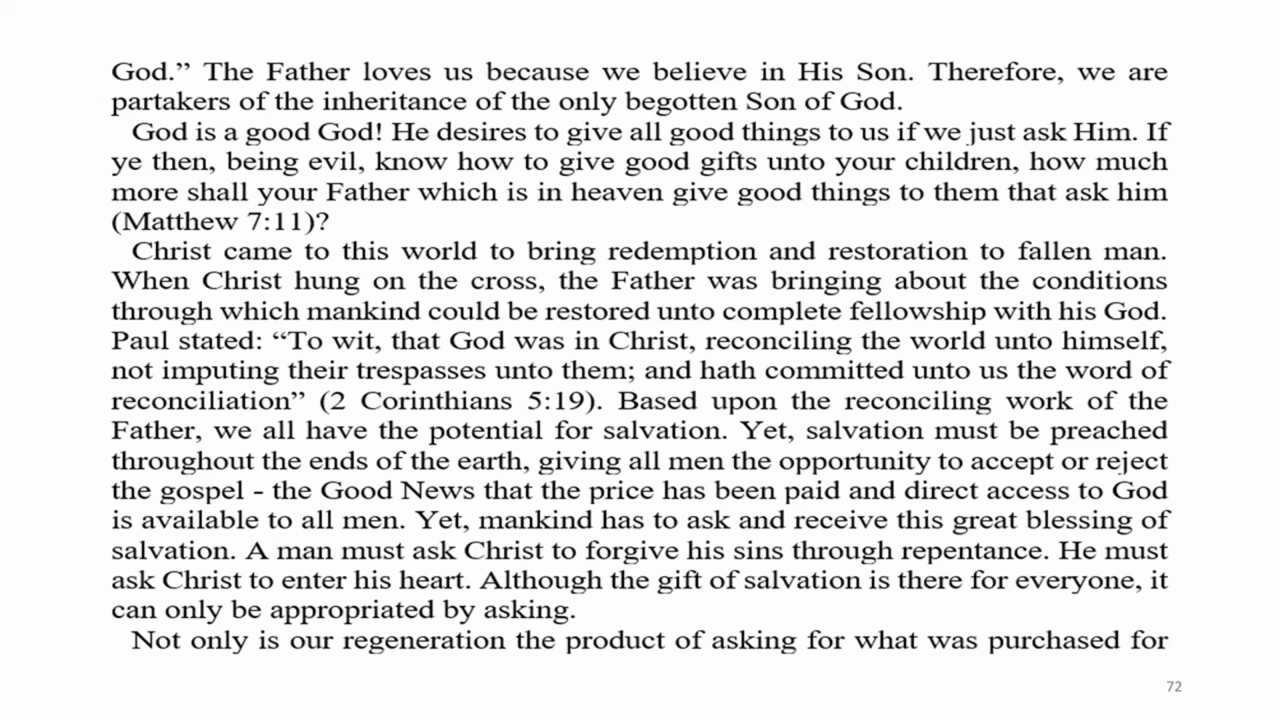 God.” The Father loves us because we believe in His Son. Therefore, we are
partakers of the inheritance of the only begotten Son of God.
God is a good God! He desires to give all good things to us if we just ask Him. If
ye then, being evil, know how to give good gifts unto your children, how much
more shall your Father which is in heaven give good things to them that ask him
(Matthew 7:11)?
Christ came to this world to bring redemption and restoration to fallen man.
When Christ hung on the cross, the Father was bringing about the conditions
through which mankind could be restored unto complete fellowship with his God.
Paul stated: “To wit, that God was in Christ, reconciling the world unto himself,
not imputing their trespasses unto them; and hath committed unto us the word of
reconciliation” (2 Corinthians 5:19). Based upon the reconciling work of the
Father, we all have the potential for salvation. Yet, salvation must be preached
throughout the ends of the earth, giving all men the opportunity to accept or reject
the gospel - the Good News that the price has been paid and direct access to God
is available to all men. Yet, mankind has to ask and receive this great blessing of
salvation. A man must ask Christ to forgive his sins through repentance. He must
ask Christ to enter his heart. Although the gift of salvation is there for everyone, it
can only be appropriated by asking.
Not only is our regeneration the product of asking for what was purchased for
72